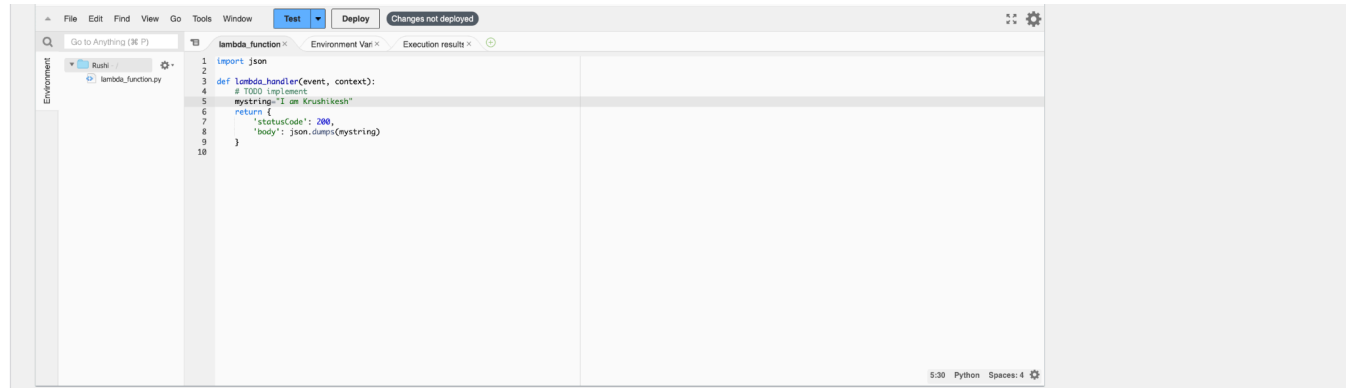 File Edit Find View Go Tools Window Test Deploy Changes not deployed
Go to Anything (⌘ P) lambda_function × Environment Vari × Execution results ×
Environment
Rushi /
lambda_function.py
1 import json
2
3 def lambda_handler(event, context):
4     # TODO implement
5     mystring="I am Krushikesh"
6     return {
7         'statusCode': 200,
8         'body': json.dumps(mystring)
9     }
10
5:30 Python Spaces: 4